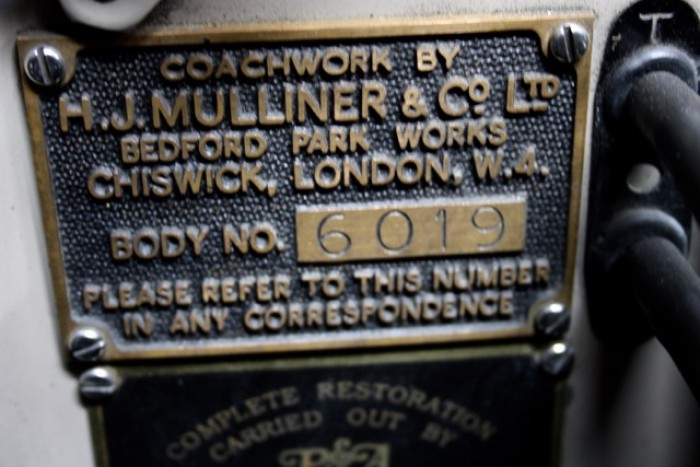 COACHWORK BY
H.J. MULLINER & Co LTD
BEDFORD PARK WORKS
CHISWICK, LONDON, W.4.
BODY NO. 6019
PLEASE REFER TO THIS NUMBER
IN ANY CORRESPONDENCE
T
COMPLETE RESTORATION
CARRIED OUT BY